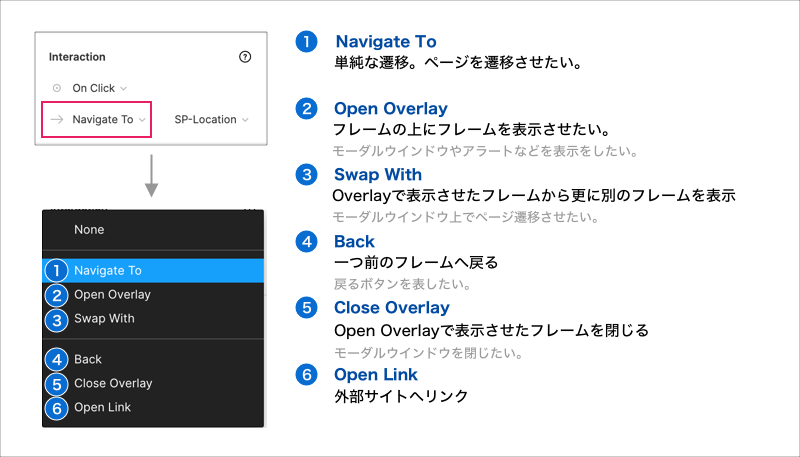 Interaction
?
On Click
Navigate To
SP-Location
None
1 Navigate To
2 Open Overlay
3 Swap With
4 Back
5 Close Overlay
6 Open Link
1 Navigate To
単純な遷移。ページを遷移させたい。
2 Open Overlay
フレームの上にフレームを表示させたい。
モーダルウインドウやアラートなどを表示をしたい。
3 Swap With
Overlayで表示させたフレームから更に別のフレームを表示
モーダルウインドウ上でページ遷移させたい。
4 Back
一つ前のフレームへ戻る
戻るボタンを表したい。
5 Close Overlay
Open Overlayで表示させたフレームを閉じる
モーダルウインドウを閉じたい。
6 Open Link
外部サイトへリンク